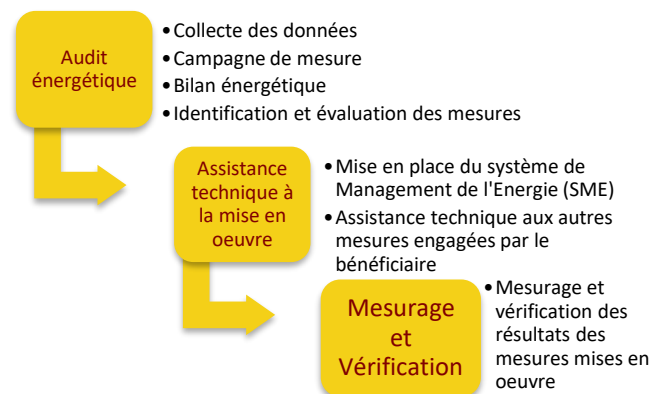 Audit
énergétique
•Collecte des données
•Campagne de mesure
•Bilan énergétique
•Identification et évaluation des mesures
Assistance
technique à
la mise en
oeuvre
•Mise en place du système de
Management de l'Energie (SME)
•Assistance technique aux autres
mesures engagées par le
bénéficiaire
Mesurage
et
Vérification
•Mesurage et
vérification des
résultats des
mesures mises en
oeuvre